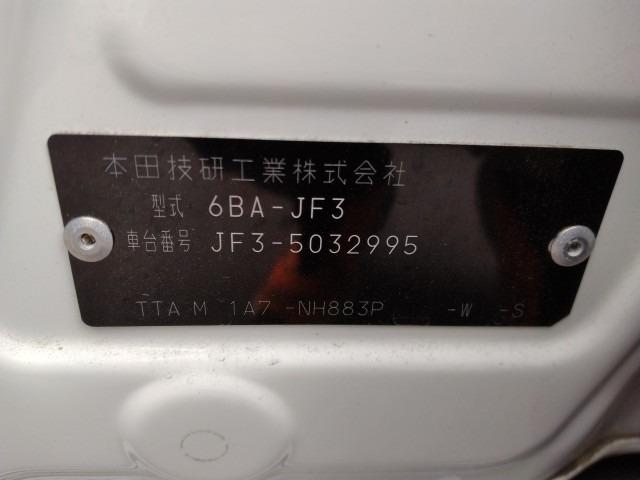 本田技研工業株式会社
型式 6BA-JF3
車台番号 JF3-5032995
TTA M 1A7 -NH883P -W -S